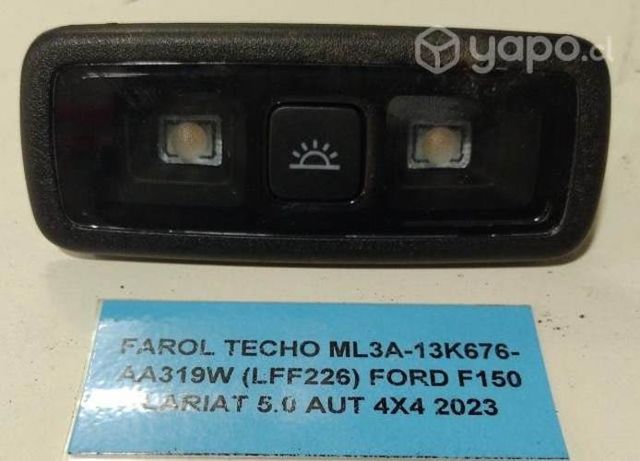 yapo.cl
FAROL TECHO ML3A-13K676-
AA319W (LFF226) FORD F150
LARIAT 5.0 AUT 4X4 2023